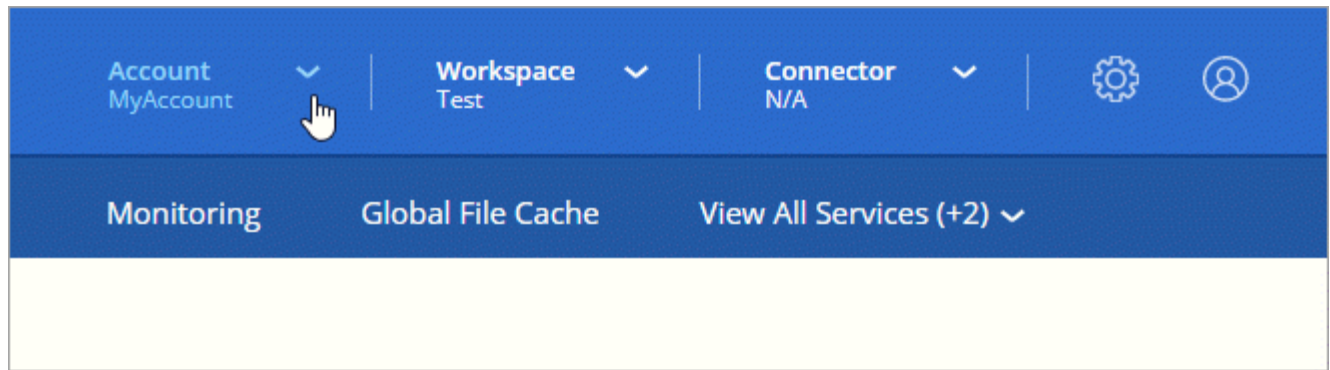 Account
MyAccount
Workspace
Test
Connector
N/A
Monitoring
Global File Cache
View All Services (+2)